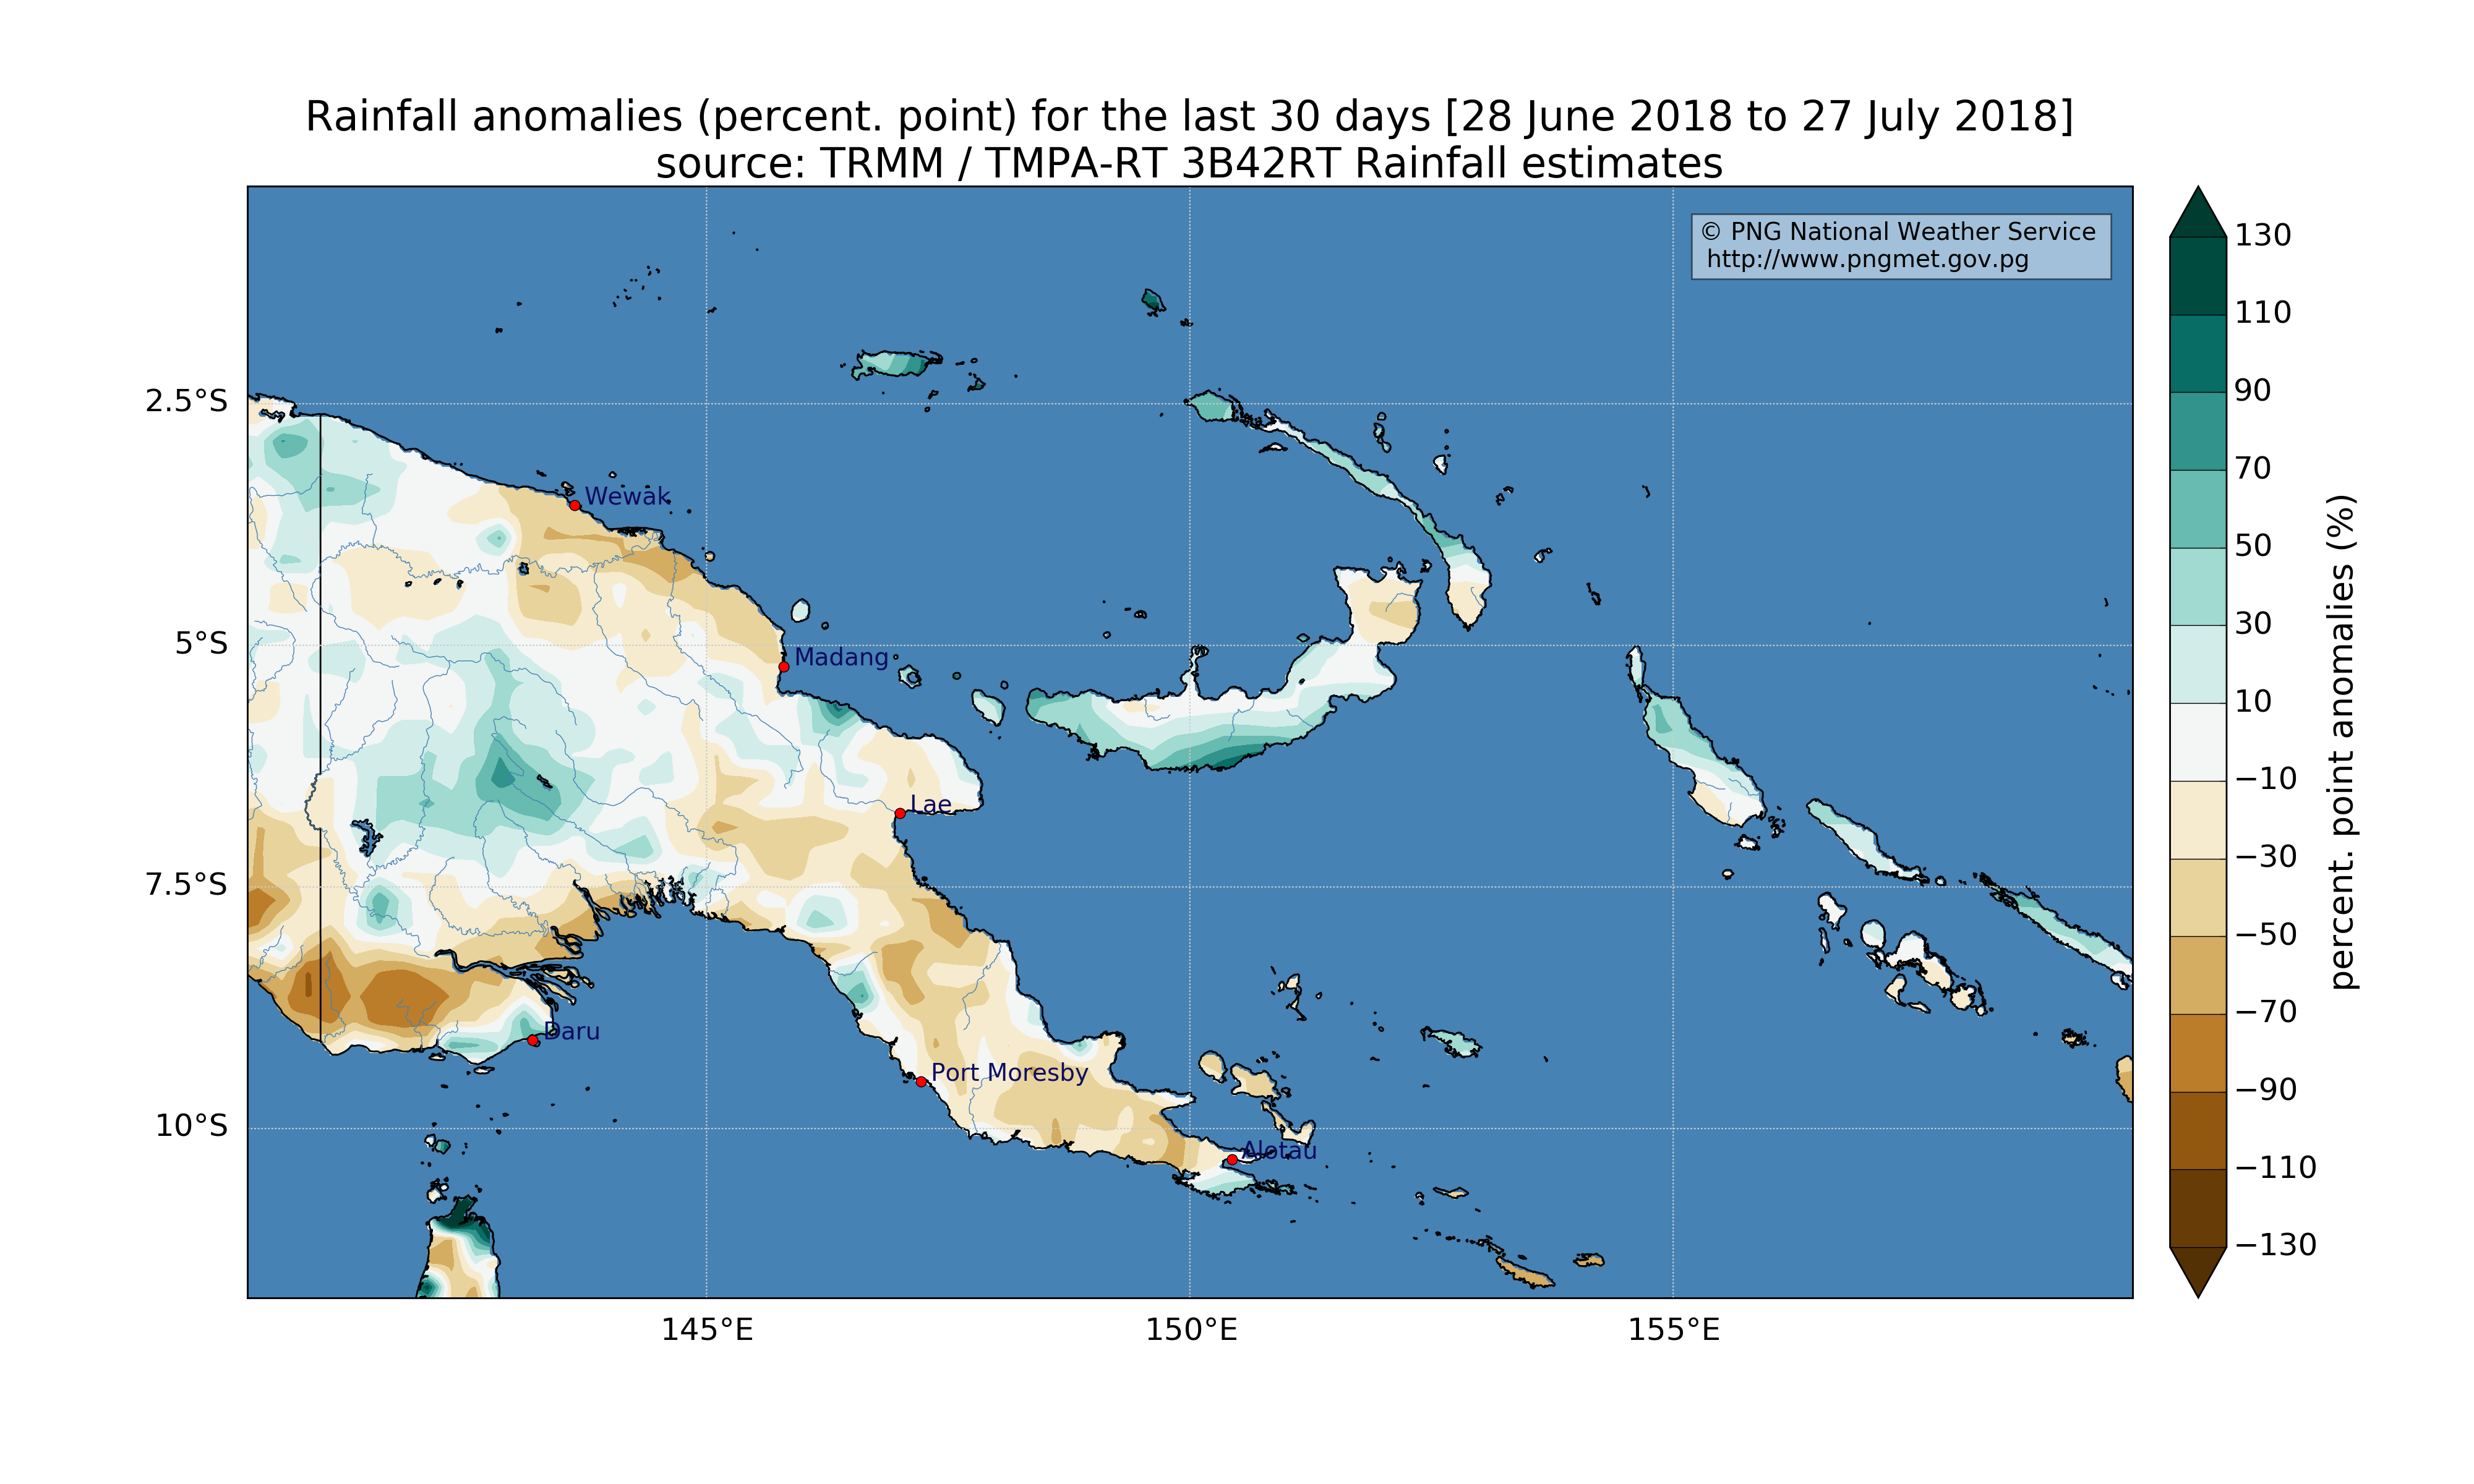 Rainfall anomalies (percent. point) for the last 30 days [28 June 2018 to 27 July 2018]
source: TRMM / TMPA-RT 3B42RT Rainfall estimates
© PNG National Weather Service
http://www.pngmet.gov.pg
2.5°S
5°S
7.5°S
10°S
145°E
150°E
155°E
Wewak
Madang
Lae
Daru
Port Moresby
Alotau
130
110
90
70
50
30
10
−10
−30
−50
−70
−90
−110
−130
percent. point anomalies (%)